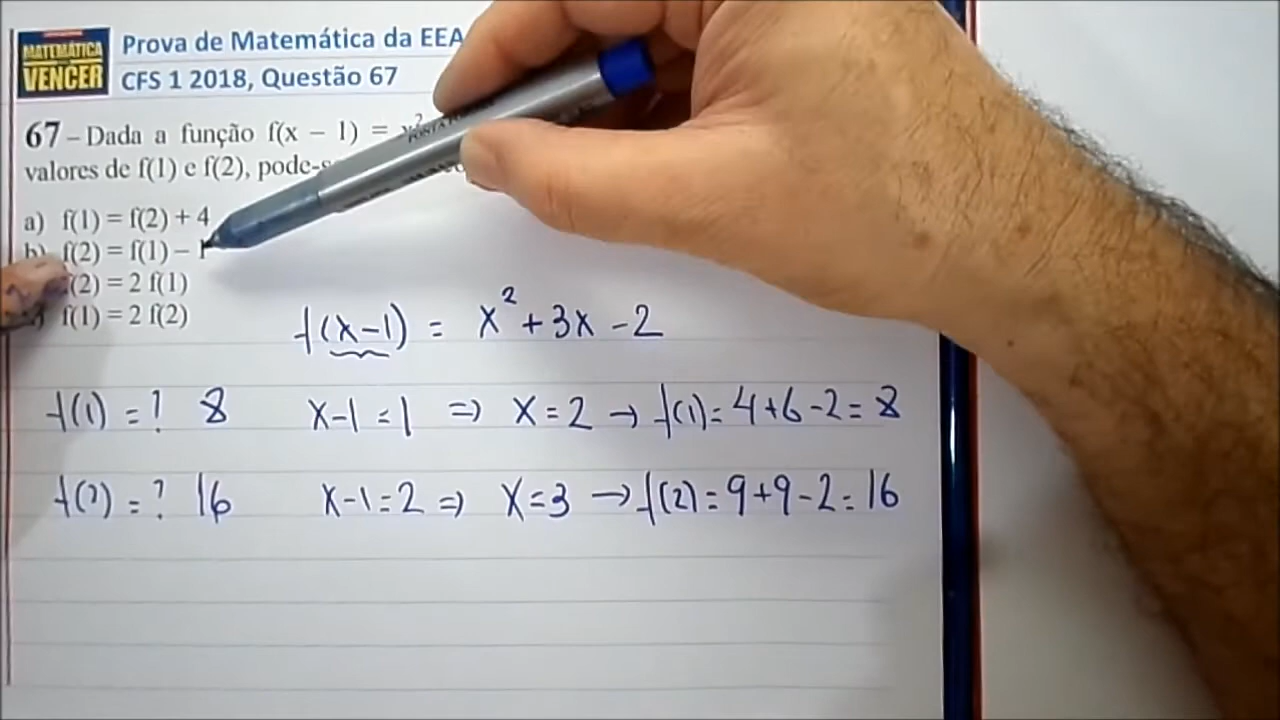 MATEMÁTICA
VENCER
Prova de Matemática da EEA
CFS 1 2018, Questão 67
67 – Dada a função f(x – 1) = x²
valores de f(1) e f(2), pode-s
a) f(1) = f(2) + 4
b) f(2) = f(1) – 1
f(2) = 2 f(1)
f(1) = 2 f(2)
f(x-1) = x² + 3x - 2
f(1) = ? 8 x-1 = 1 => x = 2 → f(1) = 4+6-2 = 8
f(2) = ? 16 x-1 = 2 => x = 3 → f(2) = 9+9-2 = 16